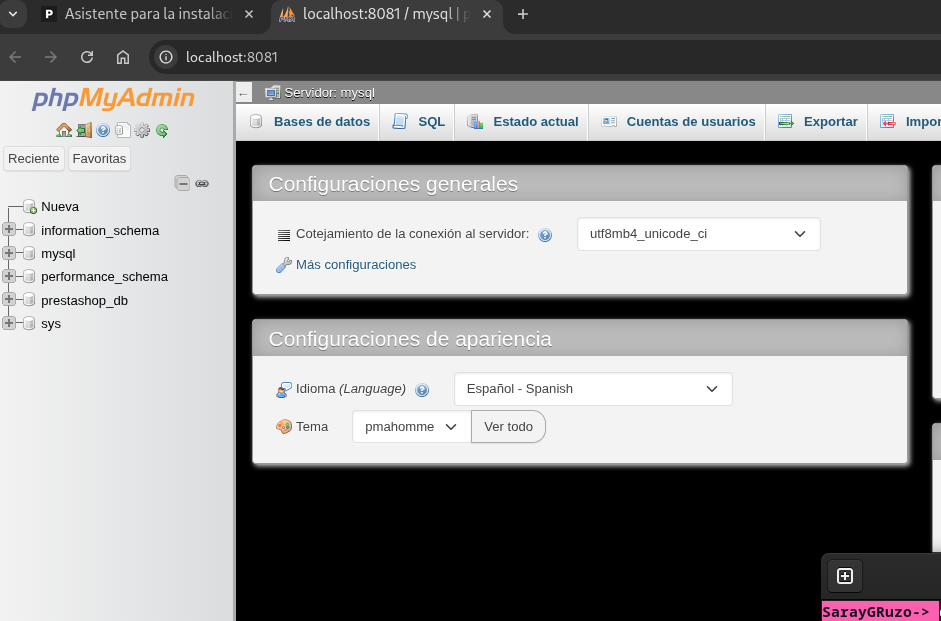 Asistente para la instalac
localhost:8081 / mysql | p
localhost:8081
phpMyAdmin
Reciente
Favoritas
Nueva
information_schema
mysql
performance_schema
prestashop_db
sys
Servidor: mysql
Bases de datos
SQL
Estado actual
Cuentas de usuarios
Exportar
Impor
Configuraciones generales
Cotejamiento de la conexión al servidor:
utf8mb4_unicode_ci
Más configuraciones
Configuraciones de apariencia
Idioma (Language)
Español - Spanish
Tema
pmahomme
Ver todo
SarayGRuzo->